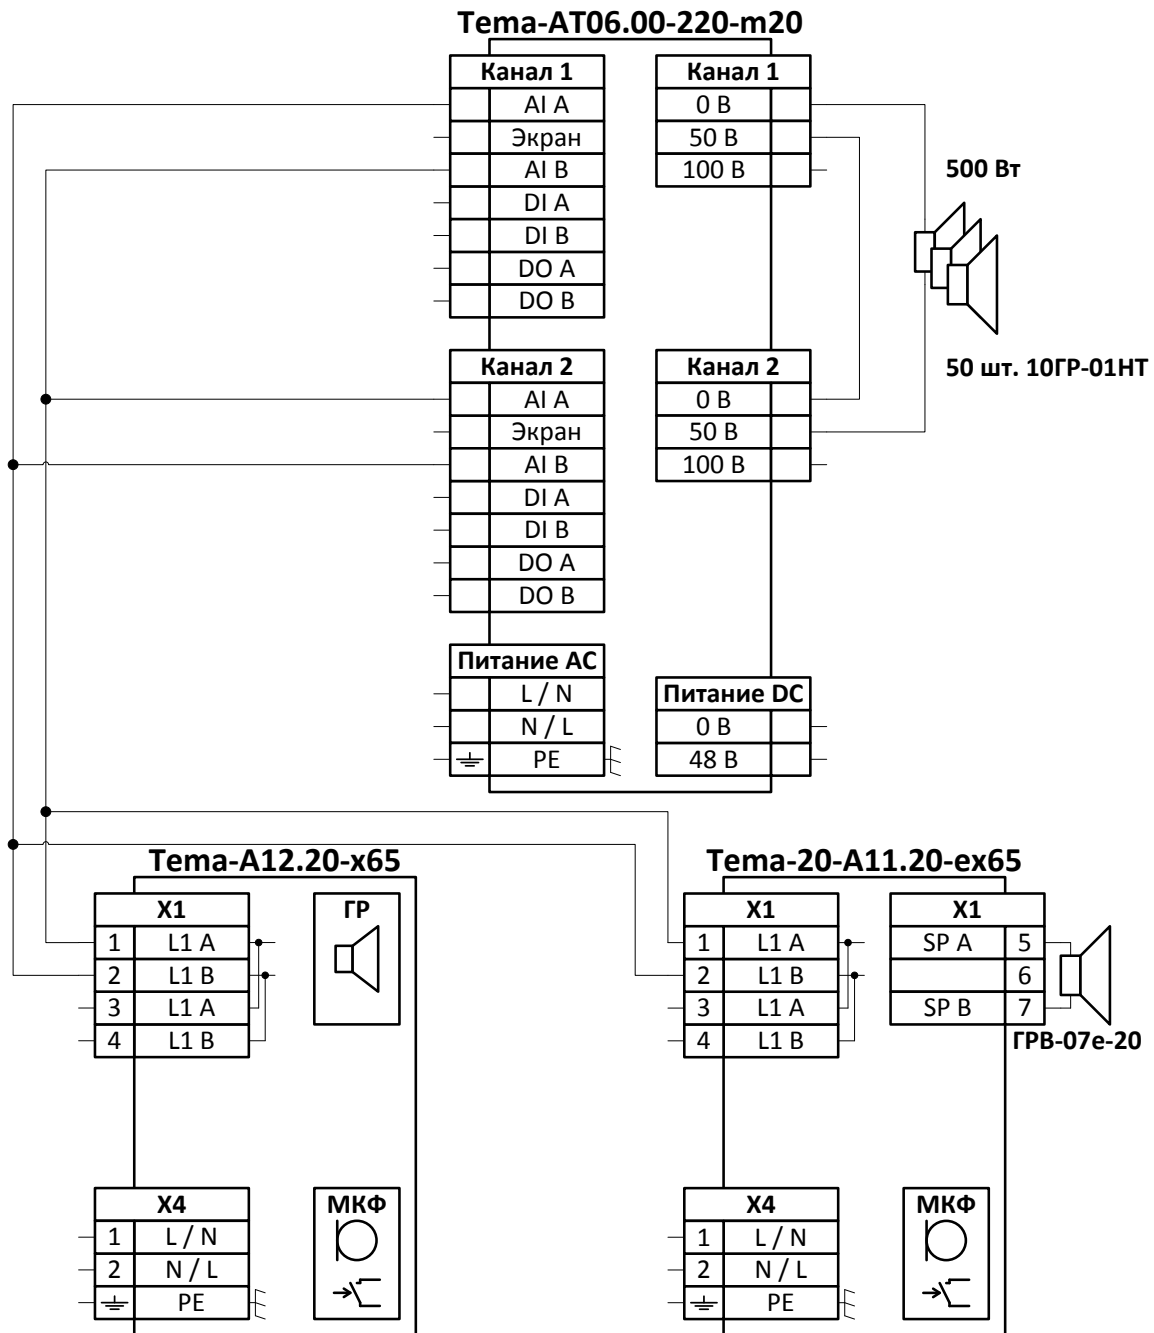 Tema-AT06.00-220-m20
Канал 1
AI A
Экран
AI B
DI A
DI B
DO A
DO B
Канал 1
0 В
50 В
100 В
500 Вт
50 шт. 10ГР-01НТ
Канал 2
AI A
Экран
AI B
DI A
DI B
DO A
DO B
Канал 2
0 В
50 В
100 В
Питание AC
L / N
N / L
PE
Питание DC
0 В
48 В
Tema-A12.20-x65
X1
1 L1 A
2 L1 B
3 L1 A
4 L1 B
ГР
X4
1 L / N
2 N / L
PE
МКФ
Tema-20-A11.20-ex65
X1
1 L1 A
2 L1 B
3 L1 A
4 L1 B
X1
SP A 5
6
SP B 7
ГРВ-07е-20
X4
1 L / N
2 N / L
PE
МКФ